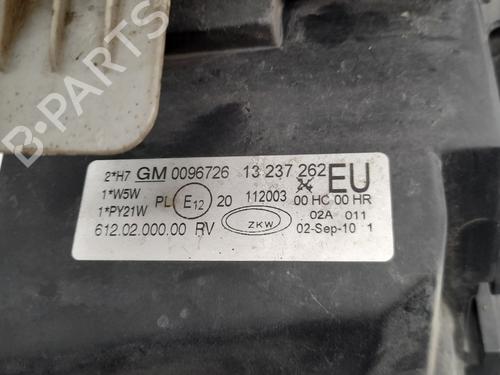 B-PARTS
2*H7 GM 0096726 13 237 262 EU
1*W5W PL E12 20 112003 00 HC 00 HR
1*PY21W ZKW 02A 011
612.02.000.00 RV 02-Sep-10 1